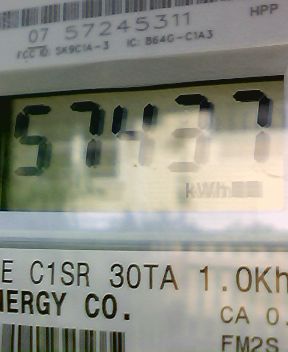 HPP
07 57245311
FCC ID: SK9C1A-3 IC: 864G-C1A3
57437
kWh
E C1SR 30TA 1.0Kh
NERGY CO.
CA 0.
FM2S